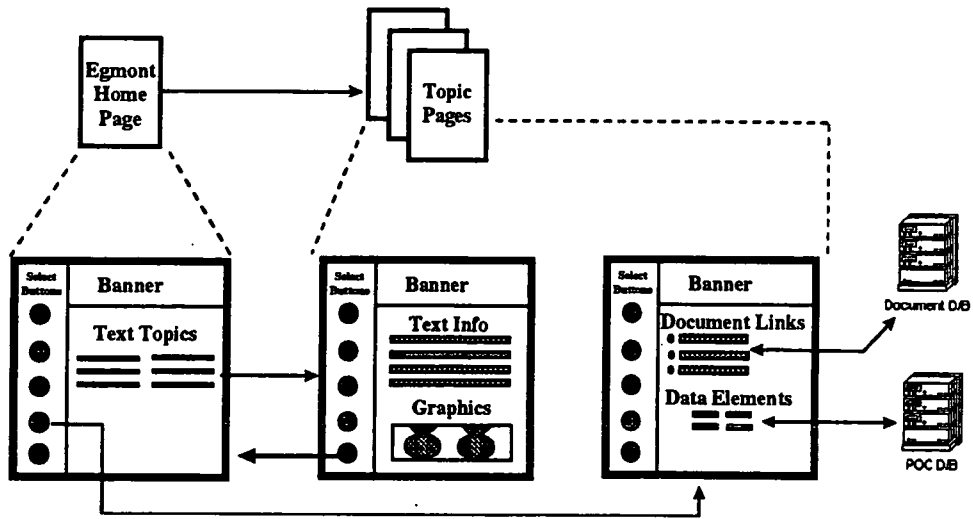 Egmont
Home
Page
Topic
Pages
Select
Buttons
Banner
Text Topics
Select
Buttons
Banner
Text Info
Graphics
Select
Buttons
Banner
Document Links
Data Elements
Document D/B
POC D/B